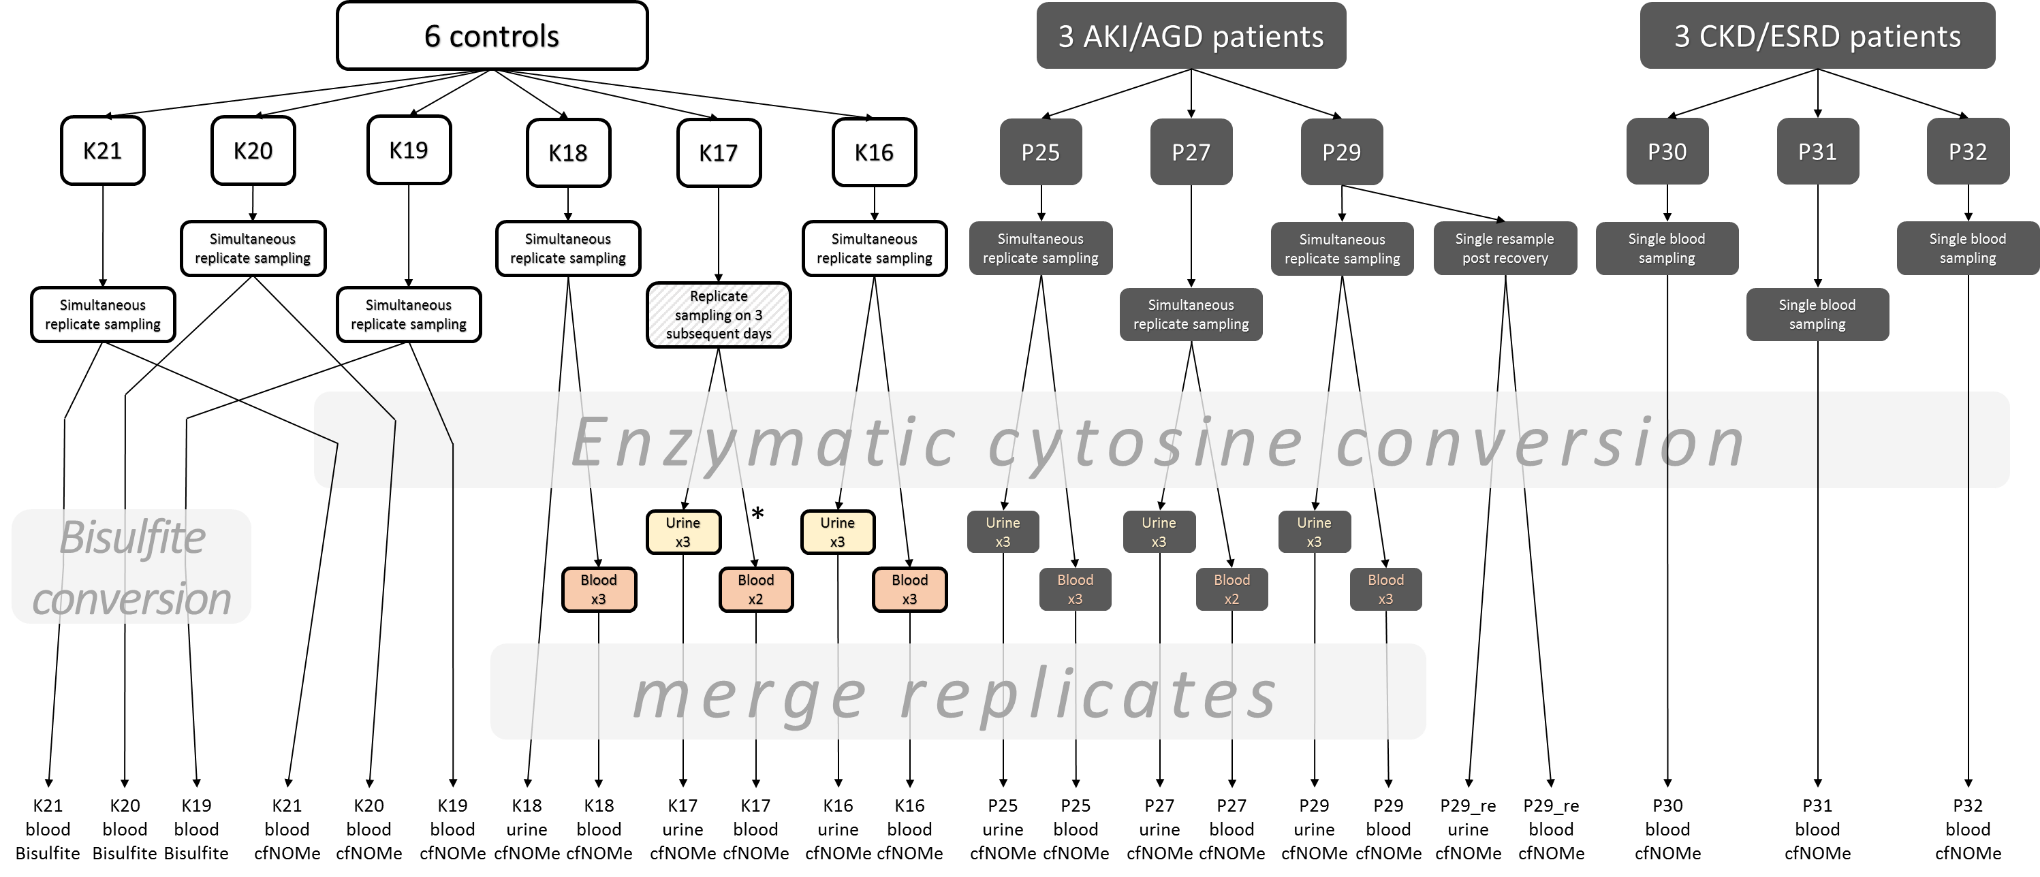 6 controls
3 AKI/AGD patients
3 CKD/ESRD patients
K21
K20
K19
K18
K17
K16
P25
P27
P29
P30
P31
P32
Simultaneous
replicate sampling
Simultaneous
replicate sampling
Simultaneous
replicate sampling
Simultaneous
replicate sampling
Simultaneous
replicate sampling
Single resample
post recovery
Single blood
sampling
Single blood
sampling
Simultaneous
replicate sampling
Simultaneous
replicate sampling
Replicate
sampling on 3
subsequent days
Simultaneous
replicate sampling
Single blood
sampling
Enzymatic cytosine conversion
Bisulfite
conversion
Urine
x3
*
Urine
x3
Urine
x3
Urine
x3
Urine
x3
Blood
x3
Blood
x2
Blood
x3
Blood
x3
Blood
x2
Blood
x3
merge replicates
K21
blood
Bisulfite
K20
blood
Bisulfite
K19
blood
Bisulfite
K21
blood
cfNOMe
K20
blood
cfNOMe
K19
blood
cfNOMe
K18
urine
cfNOMe
K18
blood
cfNOMe
K17
urine
cfNOMe
K17
blood
cfNOMe
K16
urine
cfNOMe
K16
blood
cfNOMe
P25
urine
cfNOMe
P25
blood
cfNOMe
P27
urine
cfNOMe
P27
blood
cfNOMe
P29
urine
cfNOMe
P29
blood
cfNOMe
P29_re
urine
cfNOMe
P29_re
blood
cfNOMe
P30
blood
cfNOMe
P31
blood
cfNOMe
P32
blood
cfNOMe